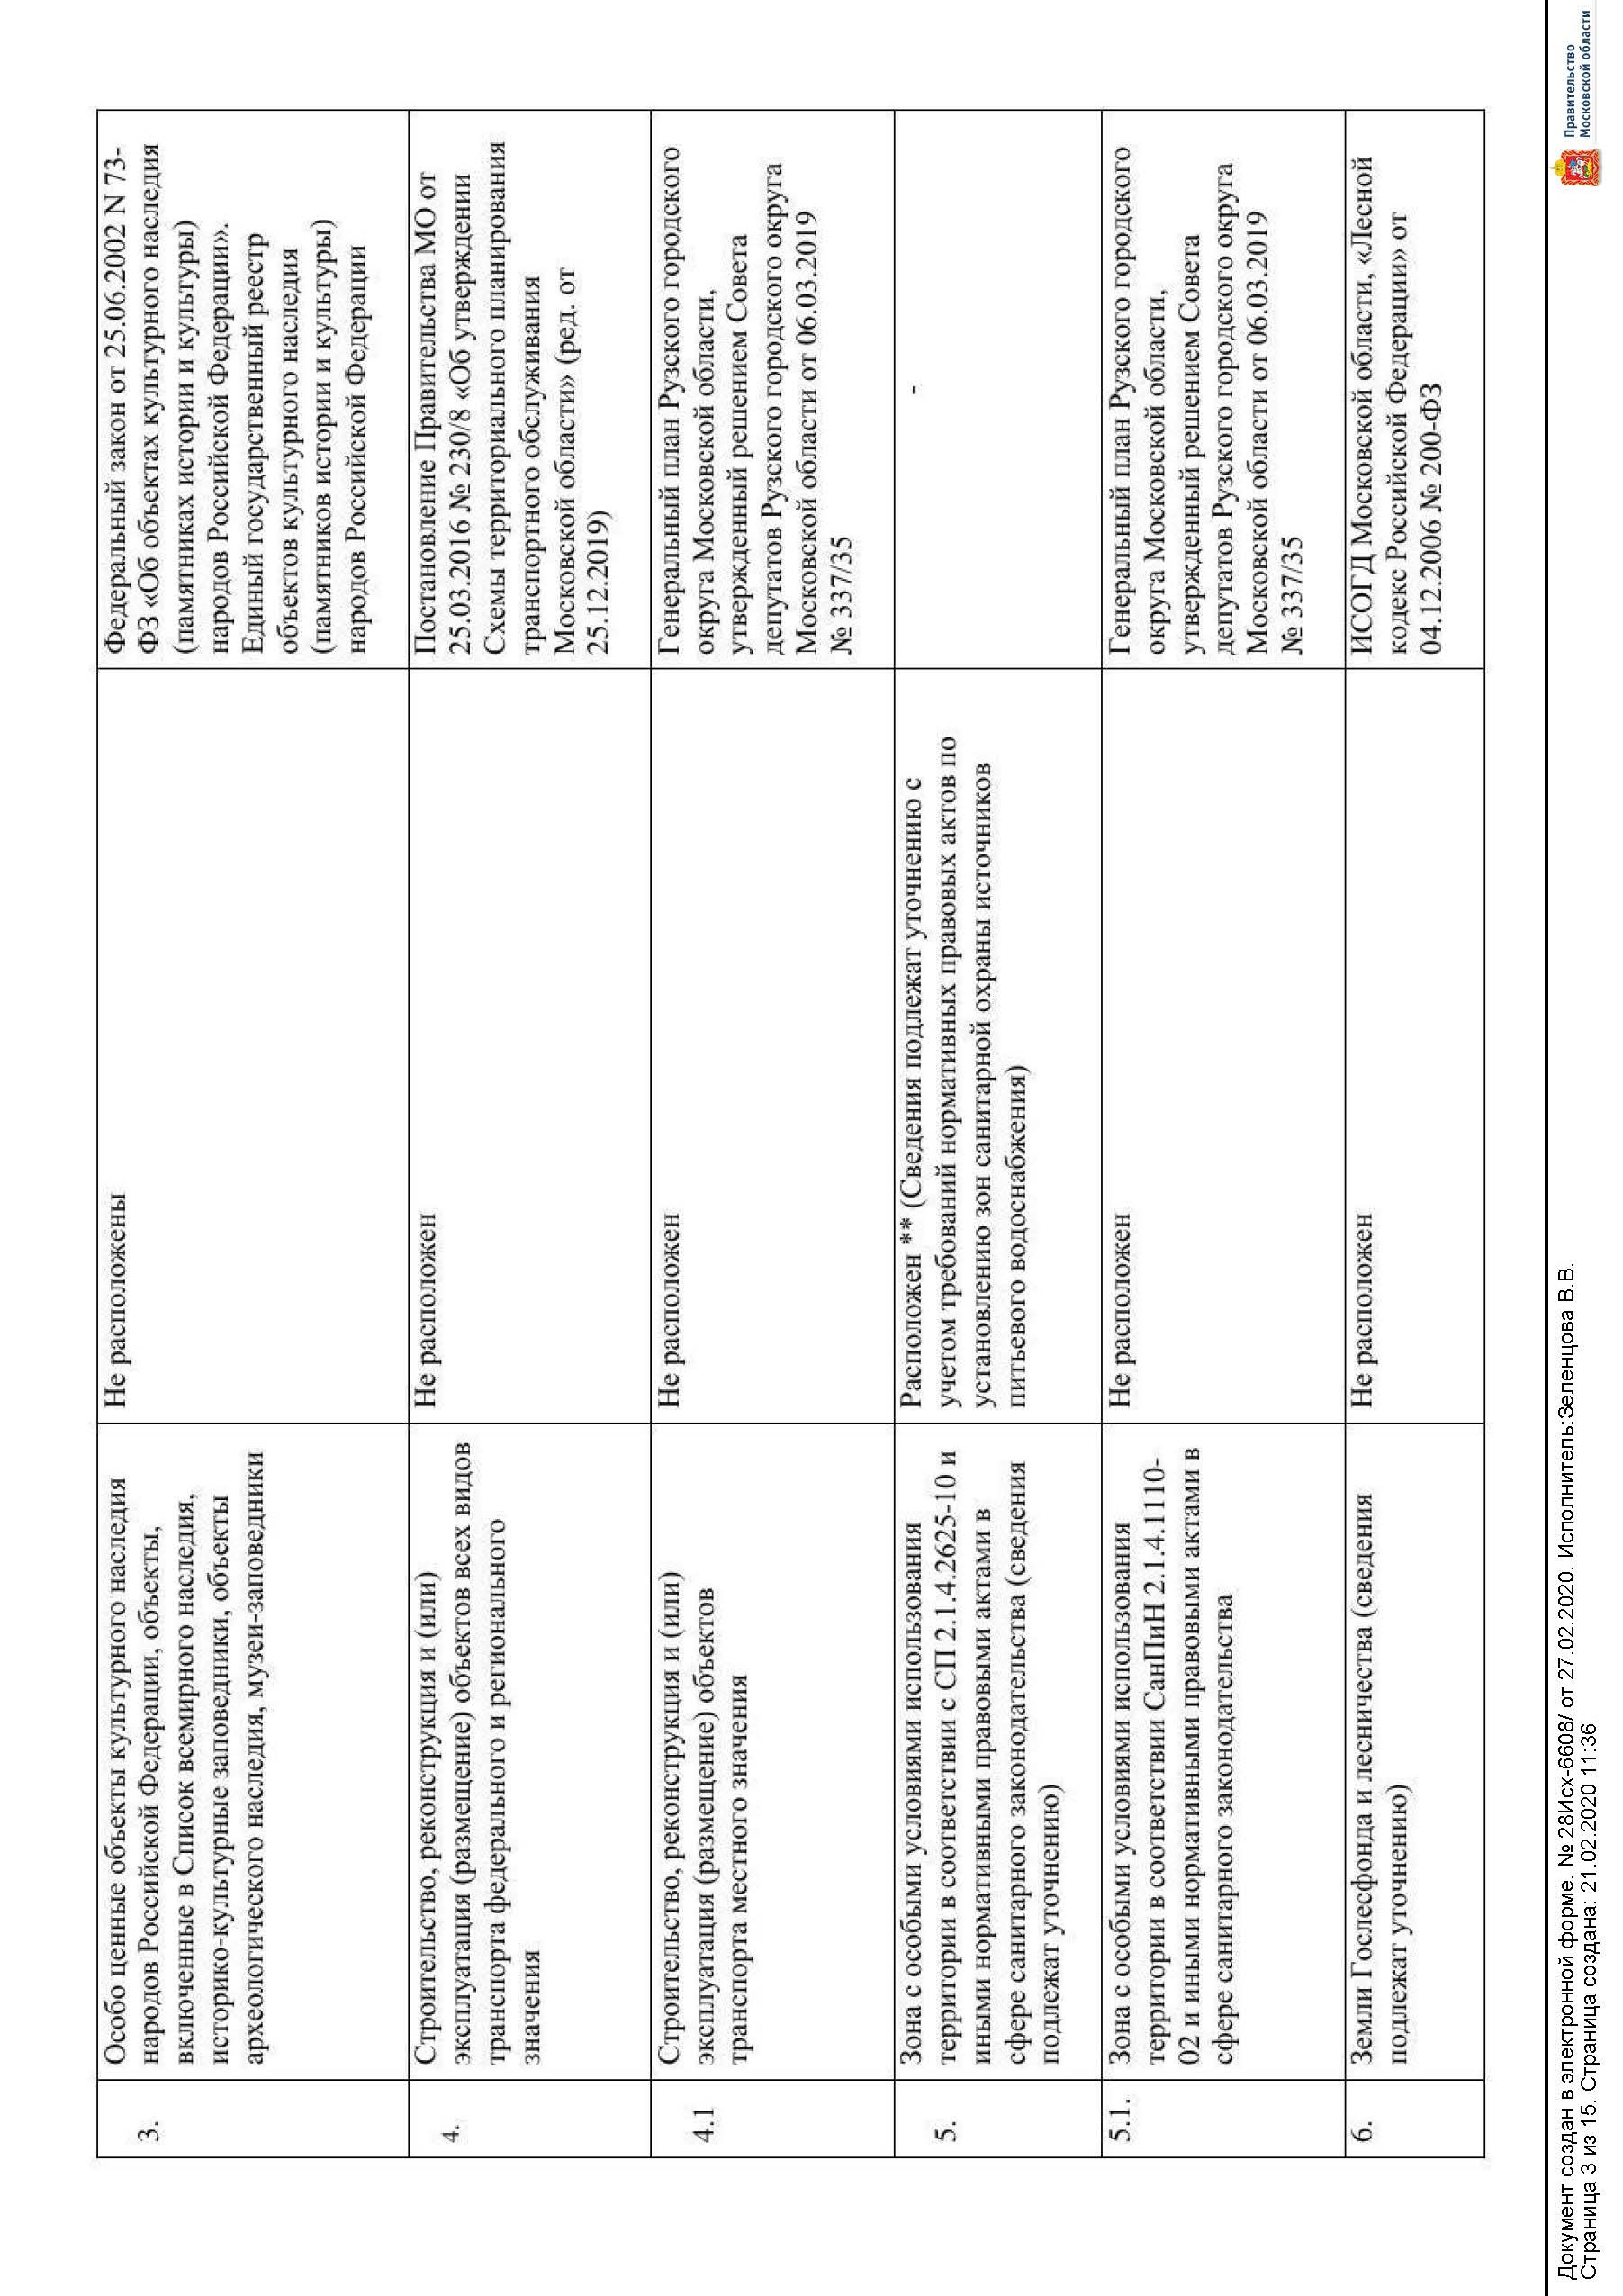 3.
Особо ценные объекты культурного наследия
народов Российской Федерации, объекты,
включенные в Список всемирного наследия,
историко-культурные заповедники, объекты
археологического наследия, музеи-заповедники
Не расположены
Федеральный закон от 25.06.2002 N 73-
ФЗ «Об объектах культурного наследия
(памятниках истории и культуры)
народов Российской Федерации».
Единый государственный реестр
объектов культурного наследия
(памятников истории и культуры)
народов Российской Федерации
4.
Строительство, реконструкция и (или)
эксплуатация (размещение) объектов всех видов
транспорта федерального и регионального
значения
Не расположен
Постановление Правительства МО от
25.03.2016 № 230/8 «Об утверждении
Схемы территориального планирования
транспортного обслуживания
Московской области» (ред. от
25.12.2019)
4.1
Строительство, реконструкция и (или)
эксплуатация (размещение) объектов
транспорта местного значения
Не расположен
Генеральный план Рузского городского
округа Московской области,
утвержденный решением Совета
депутатов Рузского городского округа
Московской области от 06.03.2019
№ 337/35
5.
Зона с особыми условиями использования
территории в соответствии с СП 2.1.4.2625-10 и
иными нормативными правовыми актами в
сфере санитарного законодательства (сведения
подлежат уточнению)
Расположен ** (Сведения подлежат уточнению с
учетом требований нормативных правовых актов по
установлению зон санитарной охраны источников
питьевого водоснабжения)
-
5.1.
Зона с особыми условиями использования
территории в соответствии СанПиН 2.1.4.1110-
02 и иными нормативными правовыми актами в
сфере санитарного законодательства
Не расположен
Генеральный план Рузского городского
округа Московской области,
утвержденный решением Совета
депутатов Рузского городского округа
Московской области от 06.03.2019
№ 337/35
6.
Земли Гослесфонда и лесничества (сведения
подлежат уточнению)
Не расположен
ИСОГД Московской области, «Лесной
кодекс Российской Федерации» от
04.12.2006 № 200-ФЗ
Документ создан в электронной форме. № 28Исх-6608/ от 27.02.2020. Исполнитель:Зеленцова В.В.
Страница 3 из 15. Страница создана: 21.02.2020 11:36
Правительство
Московской области